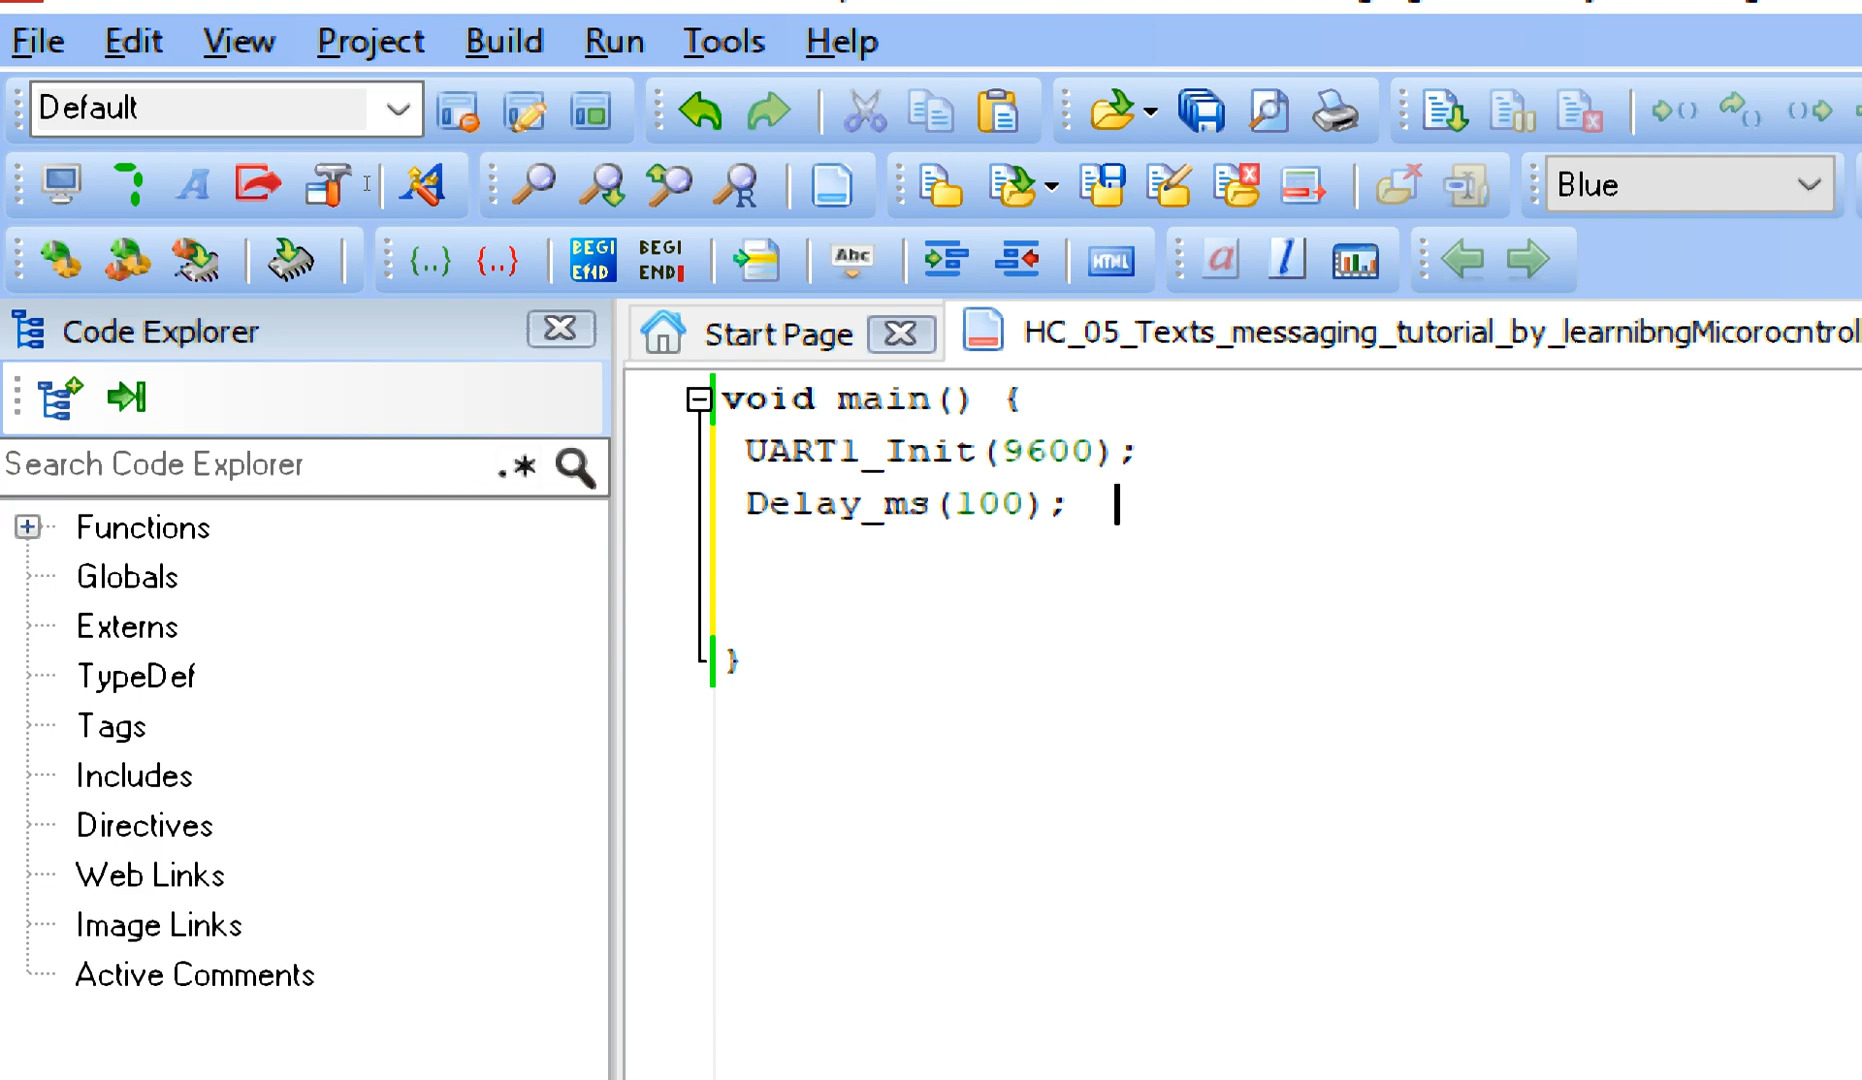 File Edit View Project Build Run Tools Help
Default
Blue
BEGI
END
BEGI
END
Abc
HTML
Code Explorer
Start Page
HC_05_Texts_messaging_tutorial_by_learnibngMicorocntrol
Search Code Explorer
.*
Functions
Globals
Externs
TypeDef
Tags
Includes
Directives
Web Links
Image Links
Active Comments
void main() {
UART1_Init(9600);
Delay_ms(100);
}